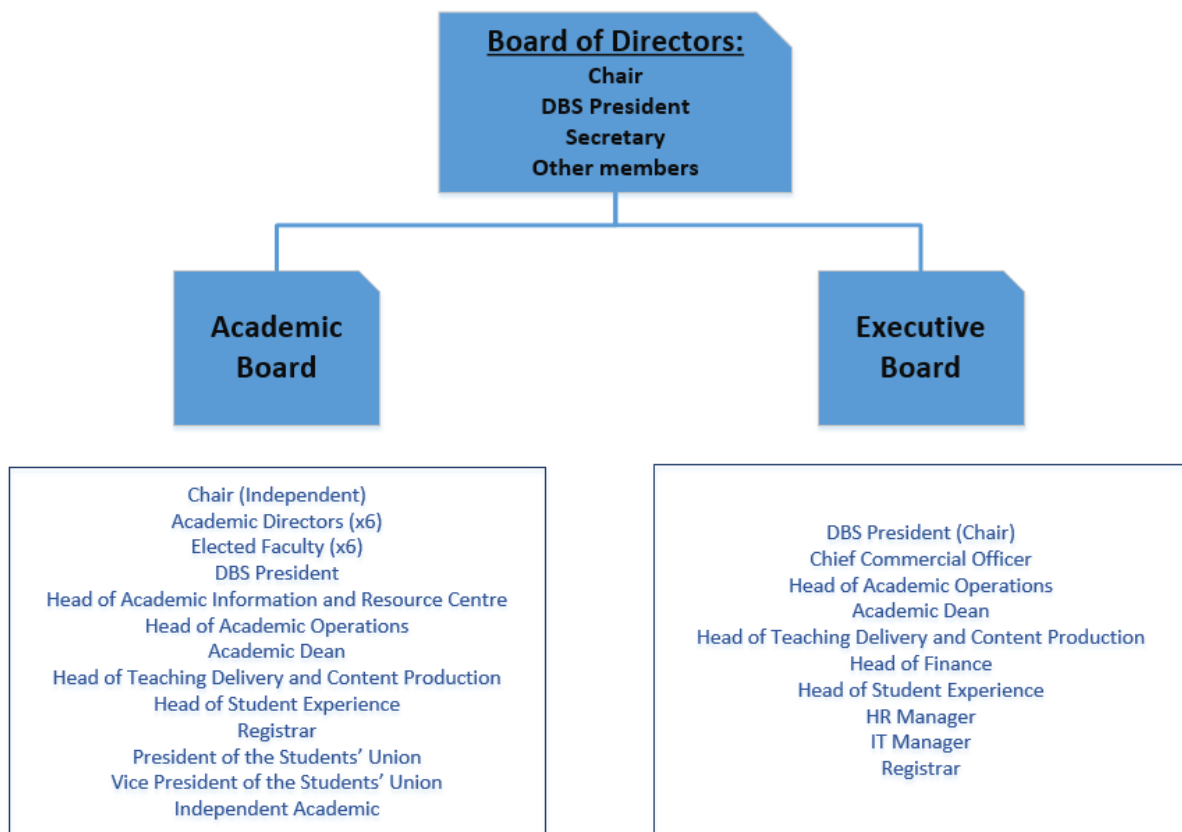 Board of Directors:
Chair
DBS President
Secretary
Other members
Academic
Board
Executive
Board
Chair (Independent)
Academic Directors (x6)
Elected Faculty (x6)
DBS President
Head of Academic Information and Resource Centre
Head of Academic Operations
Academic Dean
Head of Teaching Delivery and Content Production
Head of Student Experience
Registrar
President of the Students’ Union
Vice President of the Students’ Union
Independent Academic
DBS President (Chair)
Chief Commercial Officer
Head of Academic Operations
Academic Dean
Head of Teaching Delivery and Content Production
Head of Finance
Head of Student Experience
HR Manager
IT Manager
Registrar